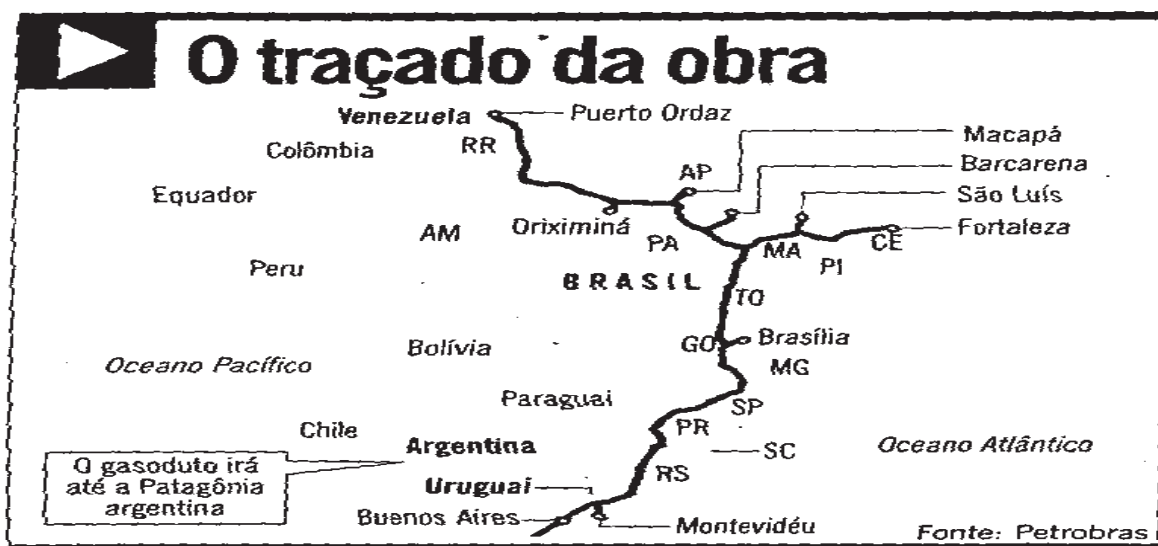 O traçado da obra
Venezuela
Puerto Ordaz
Macapá
Colômbia
RR
Barcarena
AP
Equador
São Luís
Oriximiná
AM
Fortaleza
PA
MA
CE
PI
Peru
BRASIL
TO
GO
Brasília
Bolívia
MG
Oceano Pacífico
Paraguai
SP
Chile
PR
Argentina
SC
Oceano Atlântico
O gasoduto irá
até a Patagônia
argentina
RS
Uruguai
Buenos Aires
Montevidéu
Fonte: Petrobras